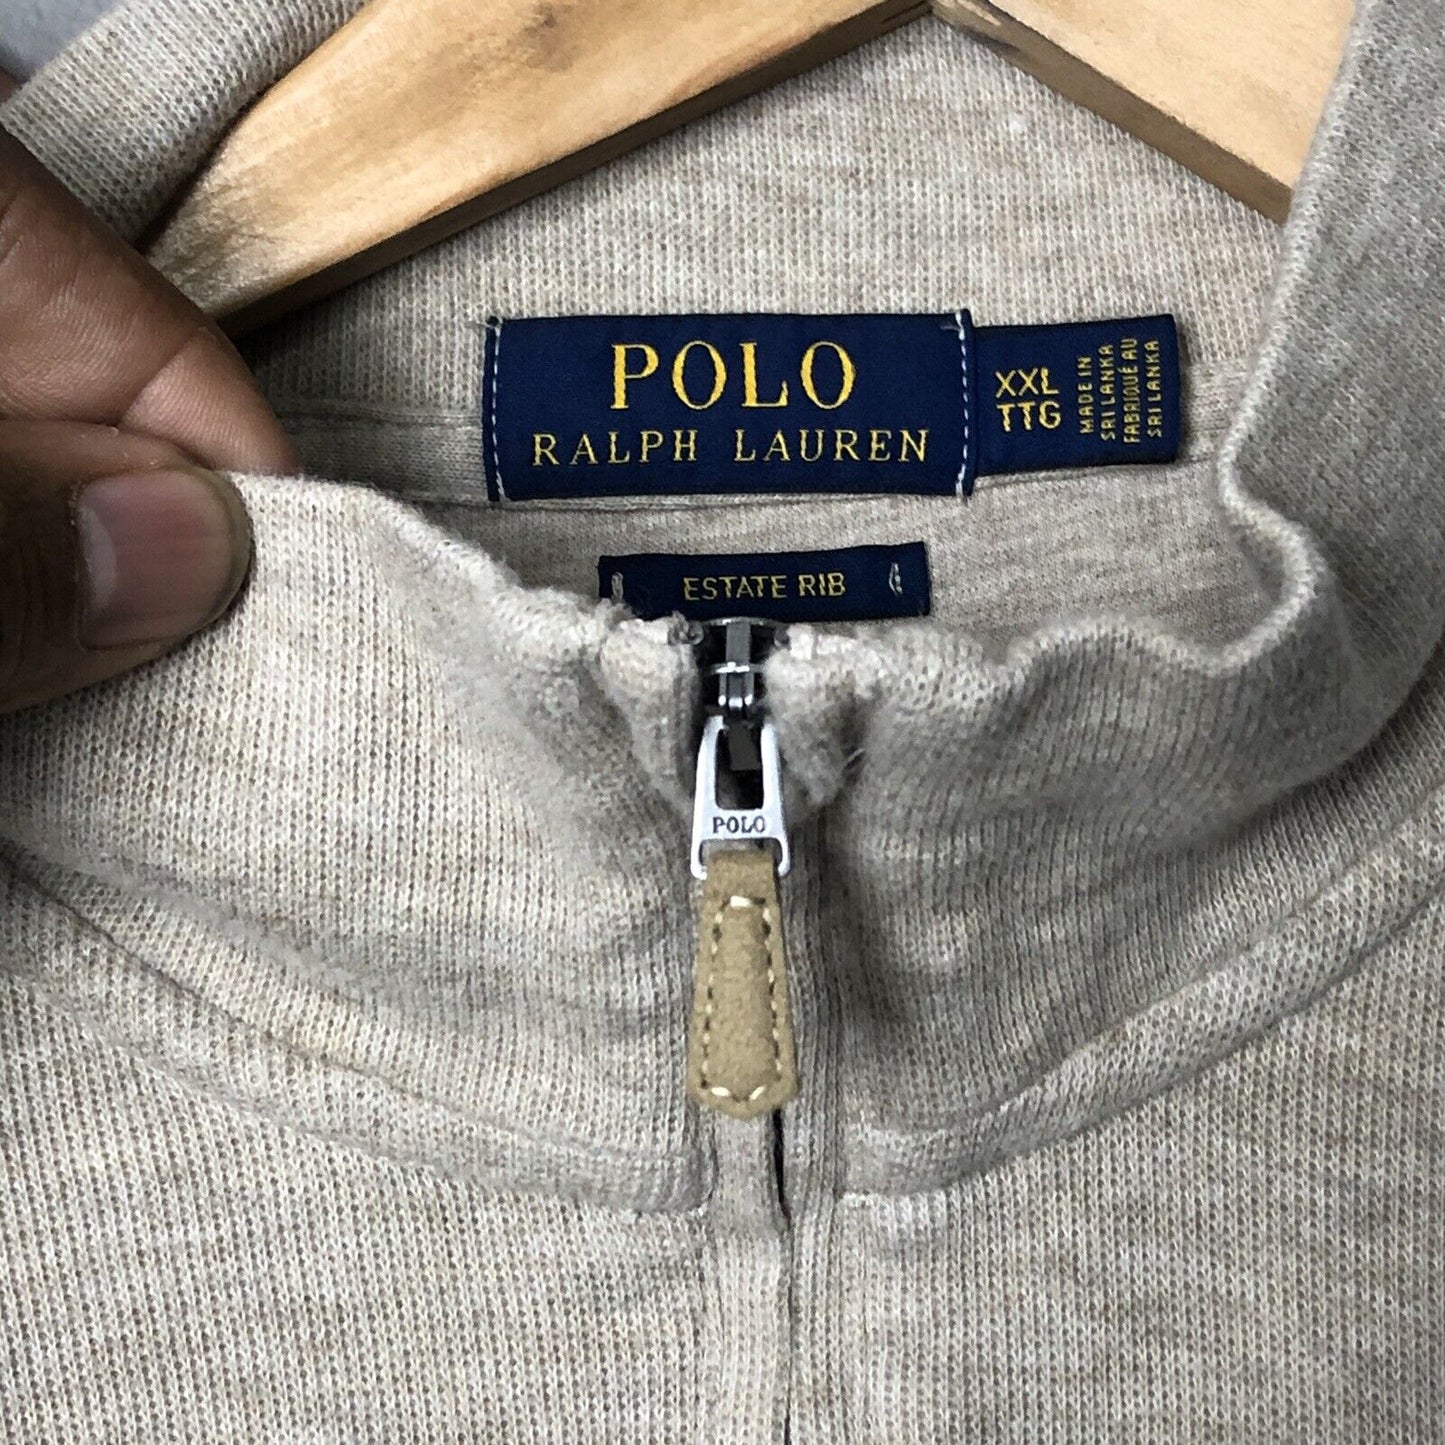 POLO
RALPH LAUREN
XXL
TTG
MADE IN
SRI LANKA
FABRIQUÉ AU
SRI LANKA
ESTATE RIB
POLO